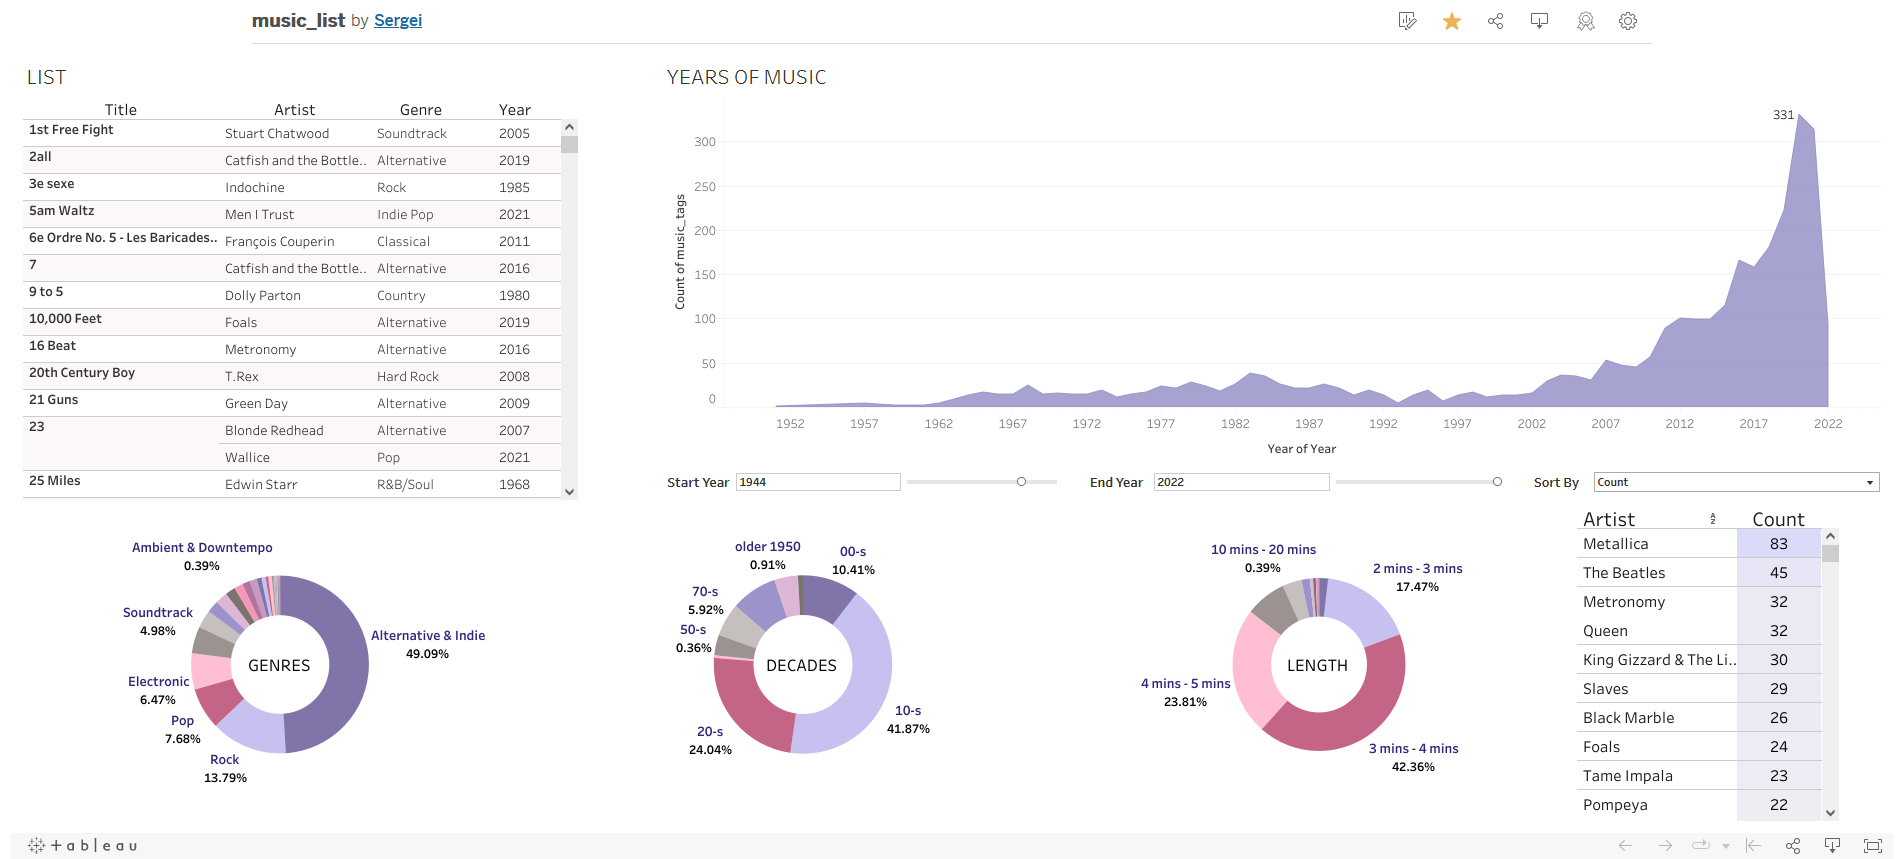 music_list by Sergei
LIST
Title Artist Genre Year
1st Free Fight Stuart Chatwood Soundtrack 2005
2all Catfish and the Bottle.. Alternative 2019
3e sexe Indochine Rock 1985
5am Waltz Men I Trust Indie Pop 2021
6e Ordre No. 5 - Les Baricades.. François Couperin Classical 2011
7 Catfish and the Bottle.. Alternative 2016
9 to 5 Dolly Parton Country 1980
10,000 Feet Foals Alternative 2019
16 Beat Metronomy Alternative 2016
20th Century Boy T.Rex Hard Rock 2008
21 Guns Green Day Alternative 2009
23 Blonde Redhead Alternative 2007
Wallice Pop 2021
25 Miles Edwin Starr R&B/Soul 1968
YEARS OF MUSIC
331
Count of music_tags
300
250
200
150
100
50
0
1952 1957 1962 1967 1972 1977 1982 1987 1992 1997 2002 2007 2012 2017 2022
Year of Year
Start Year 1944 End Year 2022 Sort By Count
Ambient & Downtempo
0.39%
Soundtrack
4.98%
Alternative & Indie
49.09%
GENRES
Electronic
6.47%
Pop
7.68%
Rock
13.79%
older 1950
0.91%
00-s
10.41%
70-s
5.92%
50-s
0.36%
DECADES
10-s
41.87%
20-s
24.04%
10 mins - 20 mins
0.39%
2 mins - 3 mins
17.47%
LENGTH
4 mins - 5 mins
23.81%
3 mins - 4 mins
42.36%
Artist Count
Metallica 83
The Beatles 45
Metronomy 32
Queen 32
King Gizzard & The Li.. 30
Slaves 29
Black Marble 26
Foals 24
Tame Impala 23
Pompeya 22
+ableau